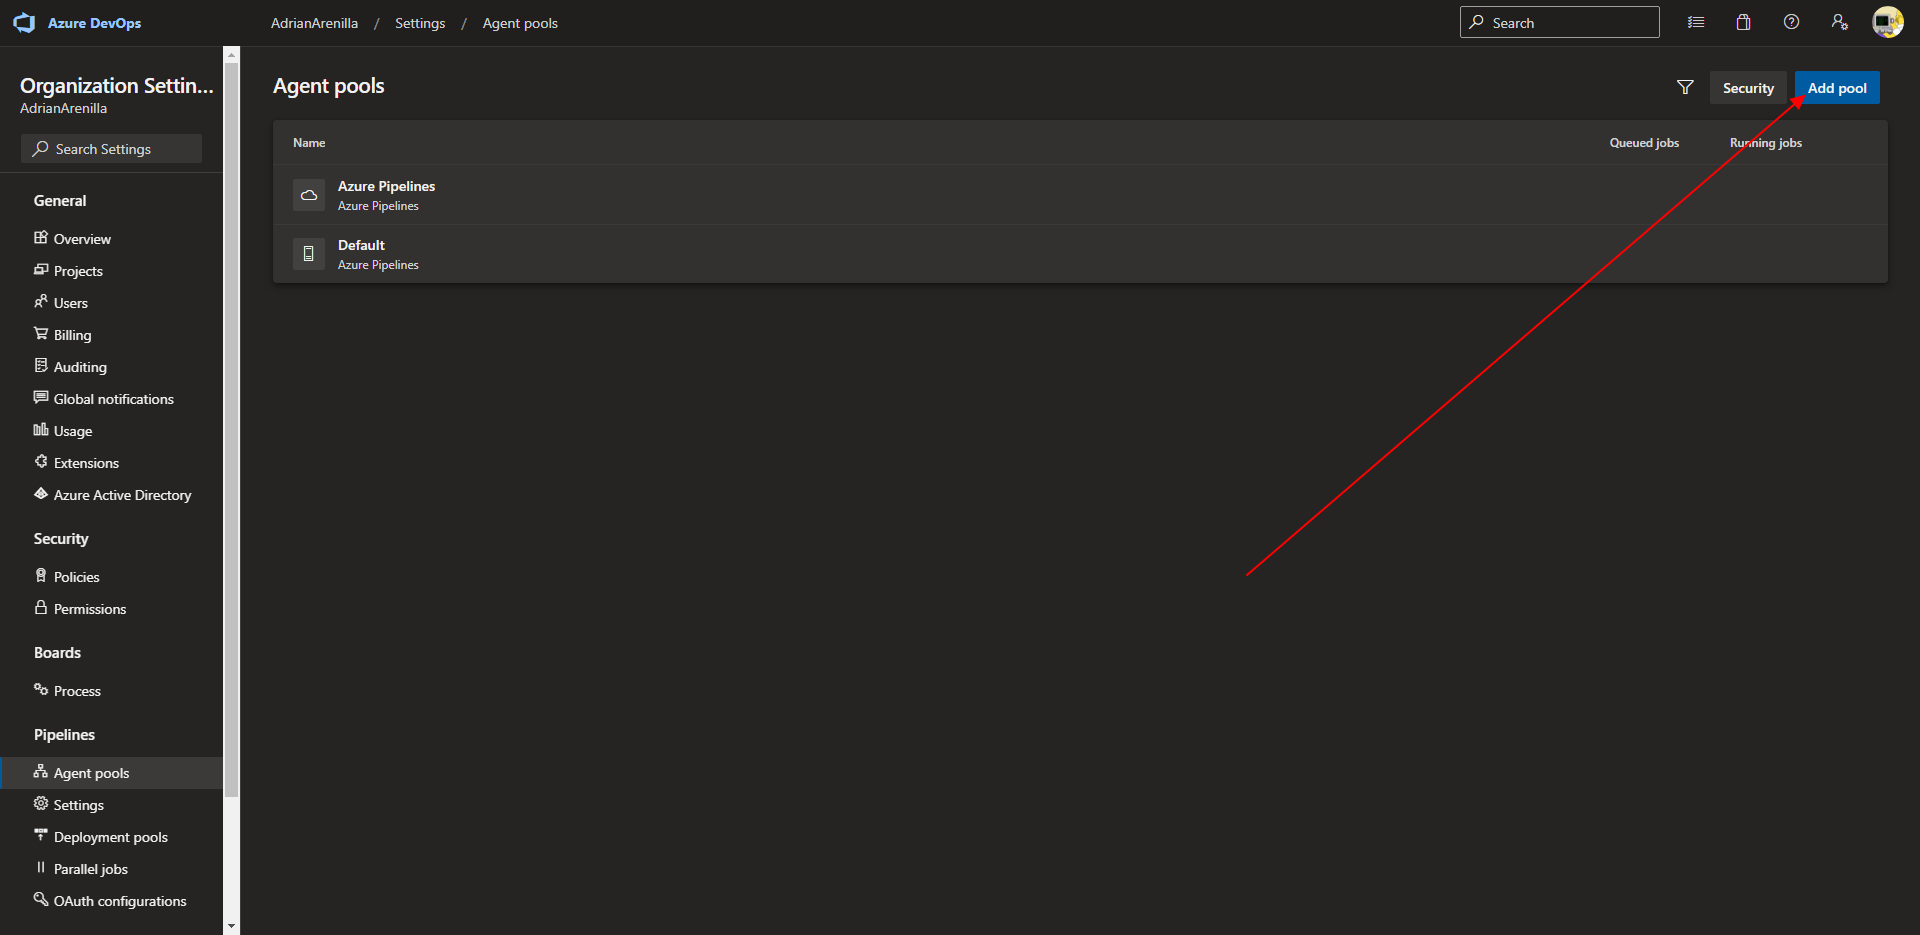 Azure DevOps
AdrianArenilla / Settings / Agent pools
Search
Organization Settin...
AdrianArenilla
Search Settings
General
Overview
Projects
Users
Billing
Auditing
Global notifications
Usage
Extensions
Azure Active Directory
Security
Policies
Permissions
Boards
Process
Pipelines
Agent pools
Settings
Deployment pools
Parallel jobs
OAuth configurations
Agent pools
Security
Add pool
Name Queued jobs Running jobs
Azure Pipelines
Azure Pipelines
Default
Azure Pipelines